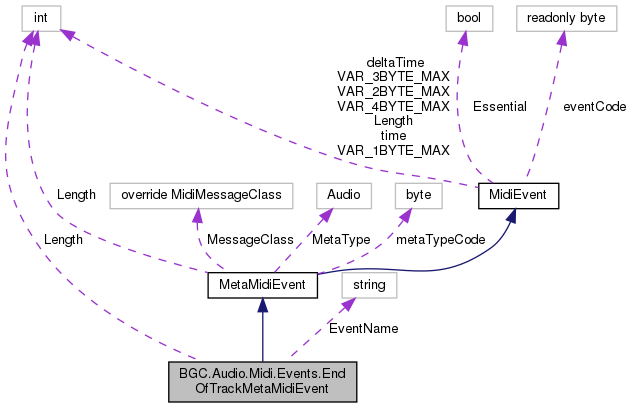 int
bool
readonly byte
deltaTime
VAR_3BYTE_MAX
VAR_2BYTE_MAX
VAR_4BYTE_MAX
Length
time
VAR_1BYTE_MAX
Essential
eventCode
Length
override MidiMessageClass
Audio
byte
MidiEvent
Length
MessageClass
MetaType
metaTypeCode
MetaMidiEvent
string
EventName
BGC.Audio.Midi.Events.End
OfTrackMetaMidiEvent